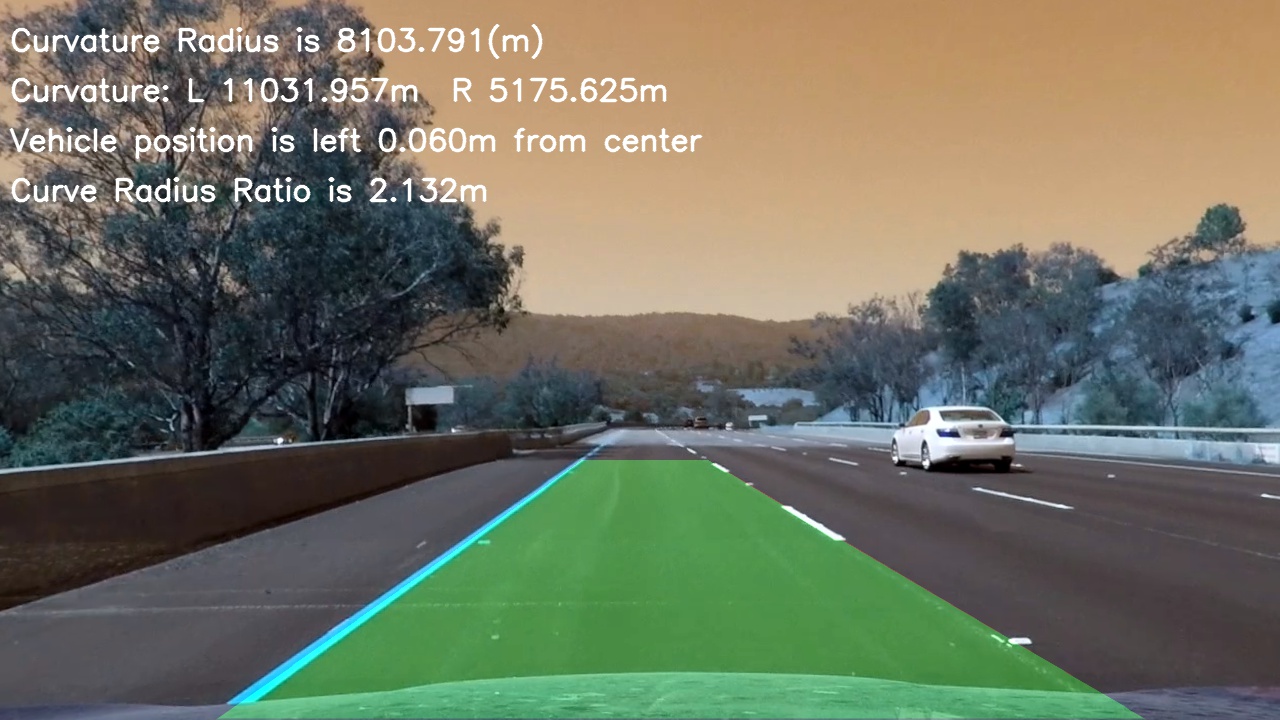 Curvature Radius is 8103.791(m)
Curvature: L 11031.957m R 5175.625m
Vehicle position is left 0.060m from center
Curve Radius Ratio is 2.132m